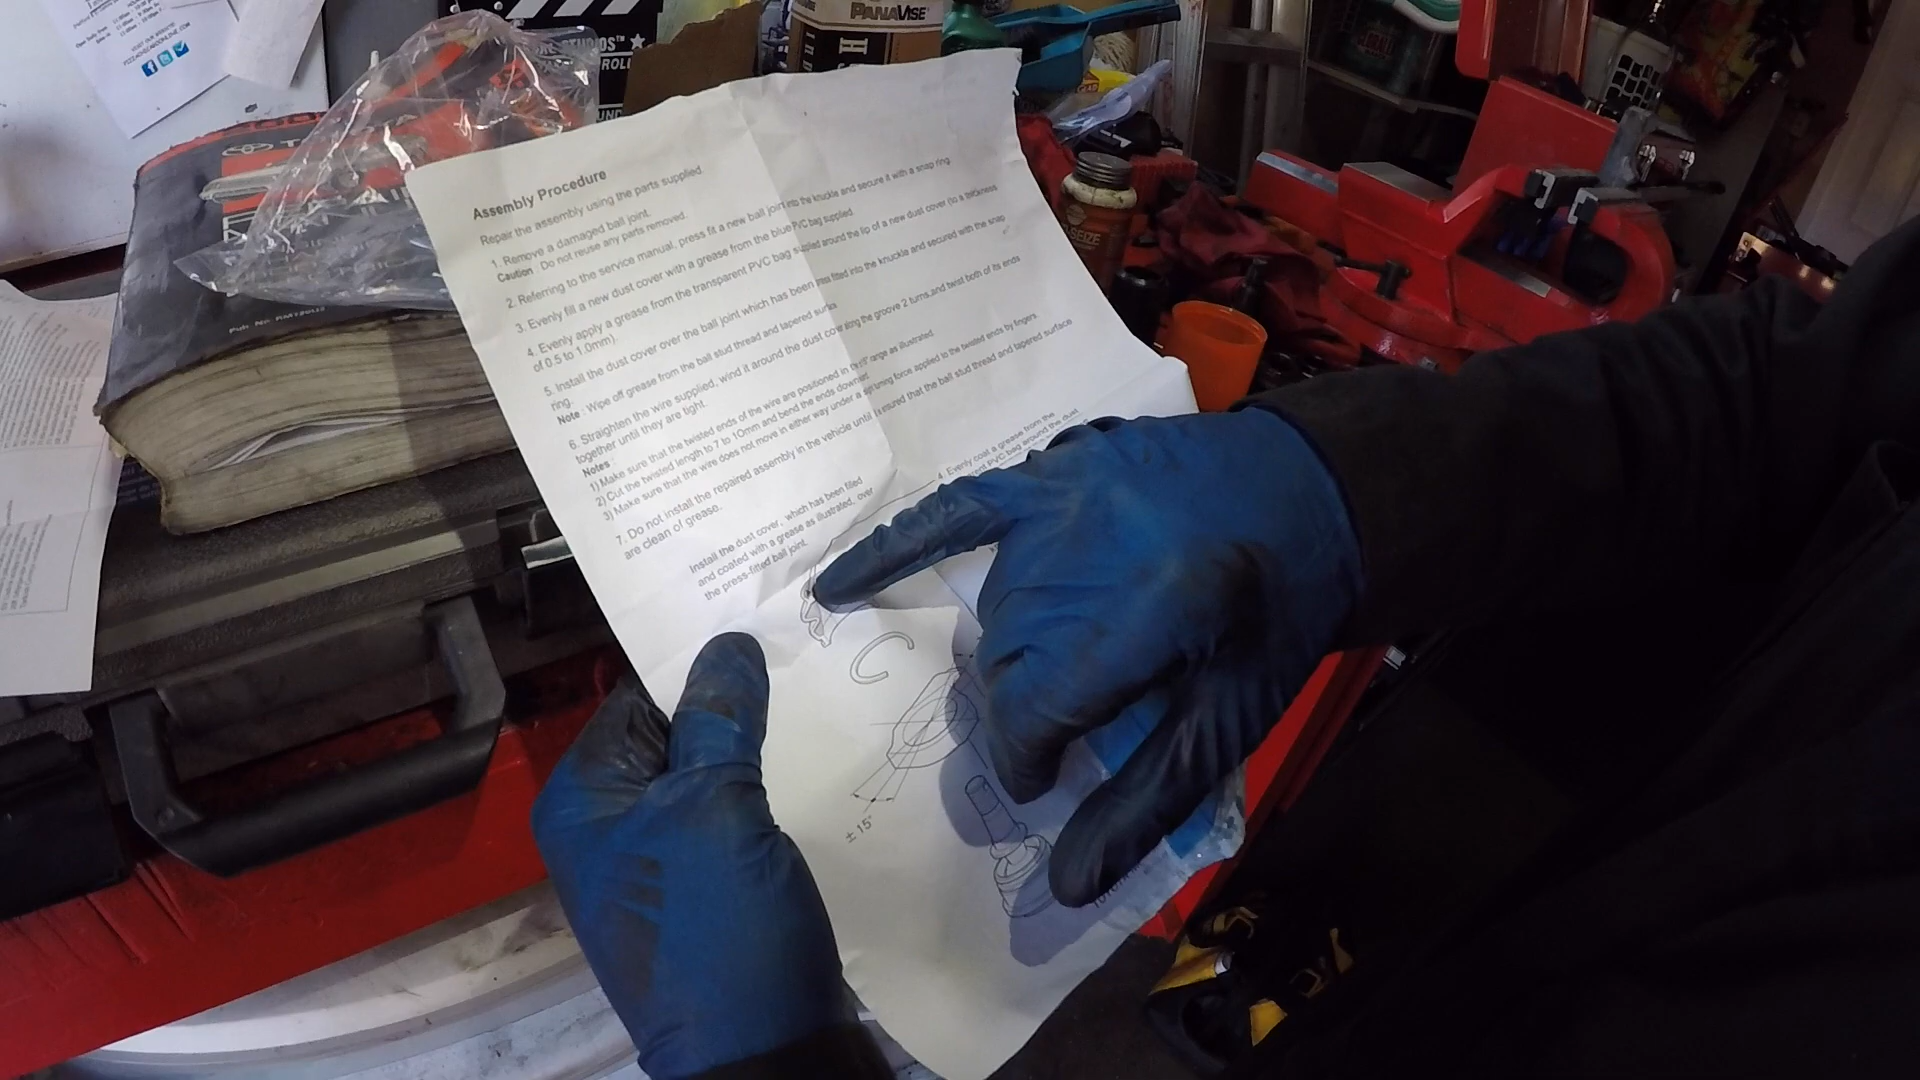 VISIT OUR WEBSITE!
PANAVISE
Assembly Procedure
Repair the assembly using the parts supplied.
1. Remove a damaged ball joint.
Caution : Do not reuse any parts removed.
2. Referring to the service manual, press fit a new ball joint into the knuckle and secure it with a snap ring.
3. Evenly fill a new dust cover with a grease from the blue PVC bag supplied.
4. Evenly apply a grease from the transparent PVC bag supplied around the lip of a new dust cover (to a thickness
of 0.5 to 1.0mm).
5. Install the dust cover over the ball joint which has been press fitted into the knuckle and secured with the snap
ring.
Note : Wipe off grease from the ball stud thread and tapered surface
6. Straighten the wire supplied, wind it around the dust cover along the groove 2 turns,and twist both of its ends
together until they are tight.
Notes :
1) Make sure that the twisted ends of the wire are positioned in range as illustrated.
2) Cut the twisted length to 7 to 10mm and bend the ends downward
3) Make sure that the wire does not move in either way under a turning force applied to the twisted ends by fingers.
7. Do not install the repaired assembly in the vehicle until it is ensured that the ball stud thread and tapered surface
are clean of grease.
Install the dust cover, which has been filled
and coated with a grease as illustrated, over
the press-fitted ball joint.
4. Evenly coat a grease from the
PVC bag around the dust
± 15°
GLAD